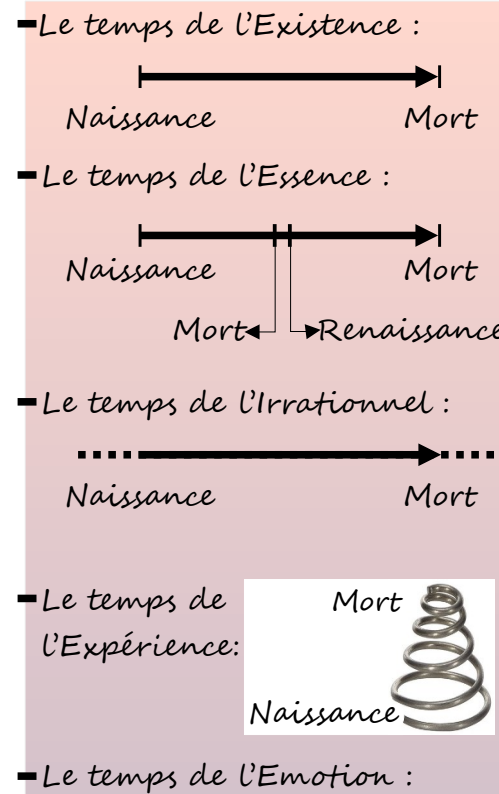 Le temps de l'Existence :
Naissance Mort
Le temps de l'Essence :
Naissance Mort
Mort Renaissance
Le temps de l'Irrationnel :
Naissance Mort
Le temps de Mort
l'Expérience:
Naissance
Le temps de l'Emotion :